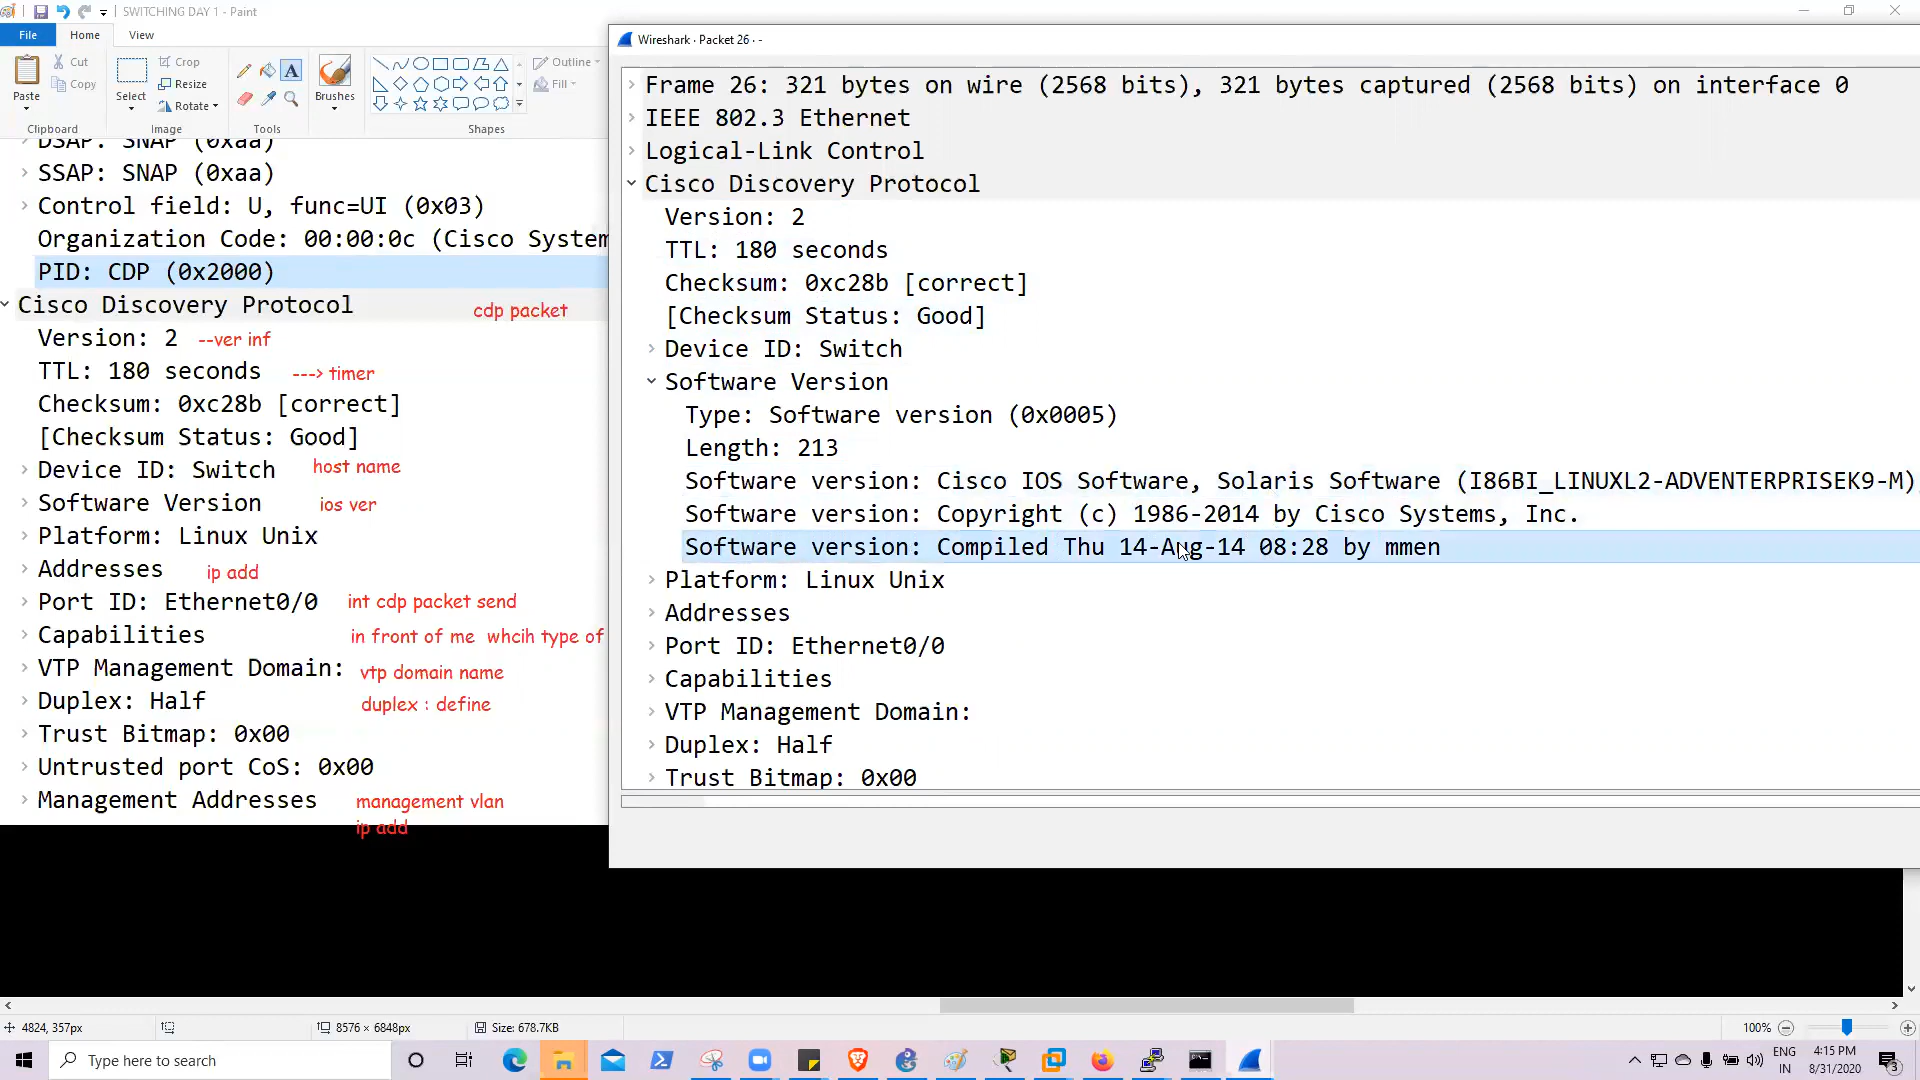 SWITCHING DAY 1 - Paint
File
Home
View
Paste
Cut
Copy
Clipboard
Select
Crop
Resize
Rotate
Image
Tools
Brushes
Shapes
Outline
Fill
DSAP: SNAP (0xaa)
SSAP: SNAP (0xaa)
Control field: U, func=UI (0x03)
Organization Code: 00:00:0c (Cisco System
PID: CDP (0x2000)
Cisco Discovery Protocol cdp packet
Version: 2 --ver inf
TTL: 180 seconds ---> timer
Checksum: 0xc28b [correct]
[Checksum Status: Good]
Device ID: Switch host name
Software Version ios ver
Platform: Linux Unix
Addresses ip add
Port ID: Ethernet0/0 int cdp packet send
Capabilities in front of me whcih type of
VTP Management Domain: vtp domain name
Duplex: Half duplex : define
Trust Bitmap: 0x00
Untrusted port CoS: 0x00
Management Addresses management vlan
ip add
Wireshark · Packet 26 · -
Frame 26: 321 bytes on wire (2568 bits), 321 bytes captured (2568 bits) on interface 0
IEEE 802.3 Ethernet
Logical-Link Control
Cisco Discovery Protocol
Version: 2
TTL: 180 seconds
Checksum: 0xc28b [correct]
[Checksum Status: Good]
Device ID: Switch
Software Version
Type: Software version (0x0005)
Length: 213
Software version: Cisco IOS Software, Solaris Software (I86BI_LINUXL2-ADVENTERPRISEK9-M),
Software version: Copyright (c) 1986-2014 by Cisco Systems, Inc.
Software version: Compiled Thu 14-Aug-14 08:28 by mmen
Platform: Linux Unix
Addresses
Port ID: Ethernet0/0
Capabilities
VTP Management Domain:
Duplex: Half
Trust Bitmap: 0x00
4824, 357px
8576 × 6848px
Size: 678.7KB
100%
Type here to search
ENG
IN
4:15 PM
8/31/2020
3